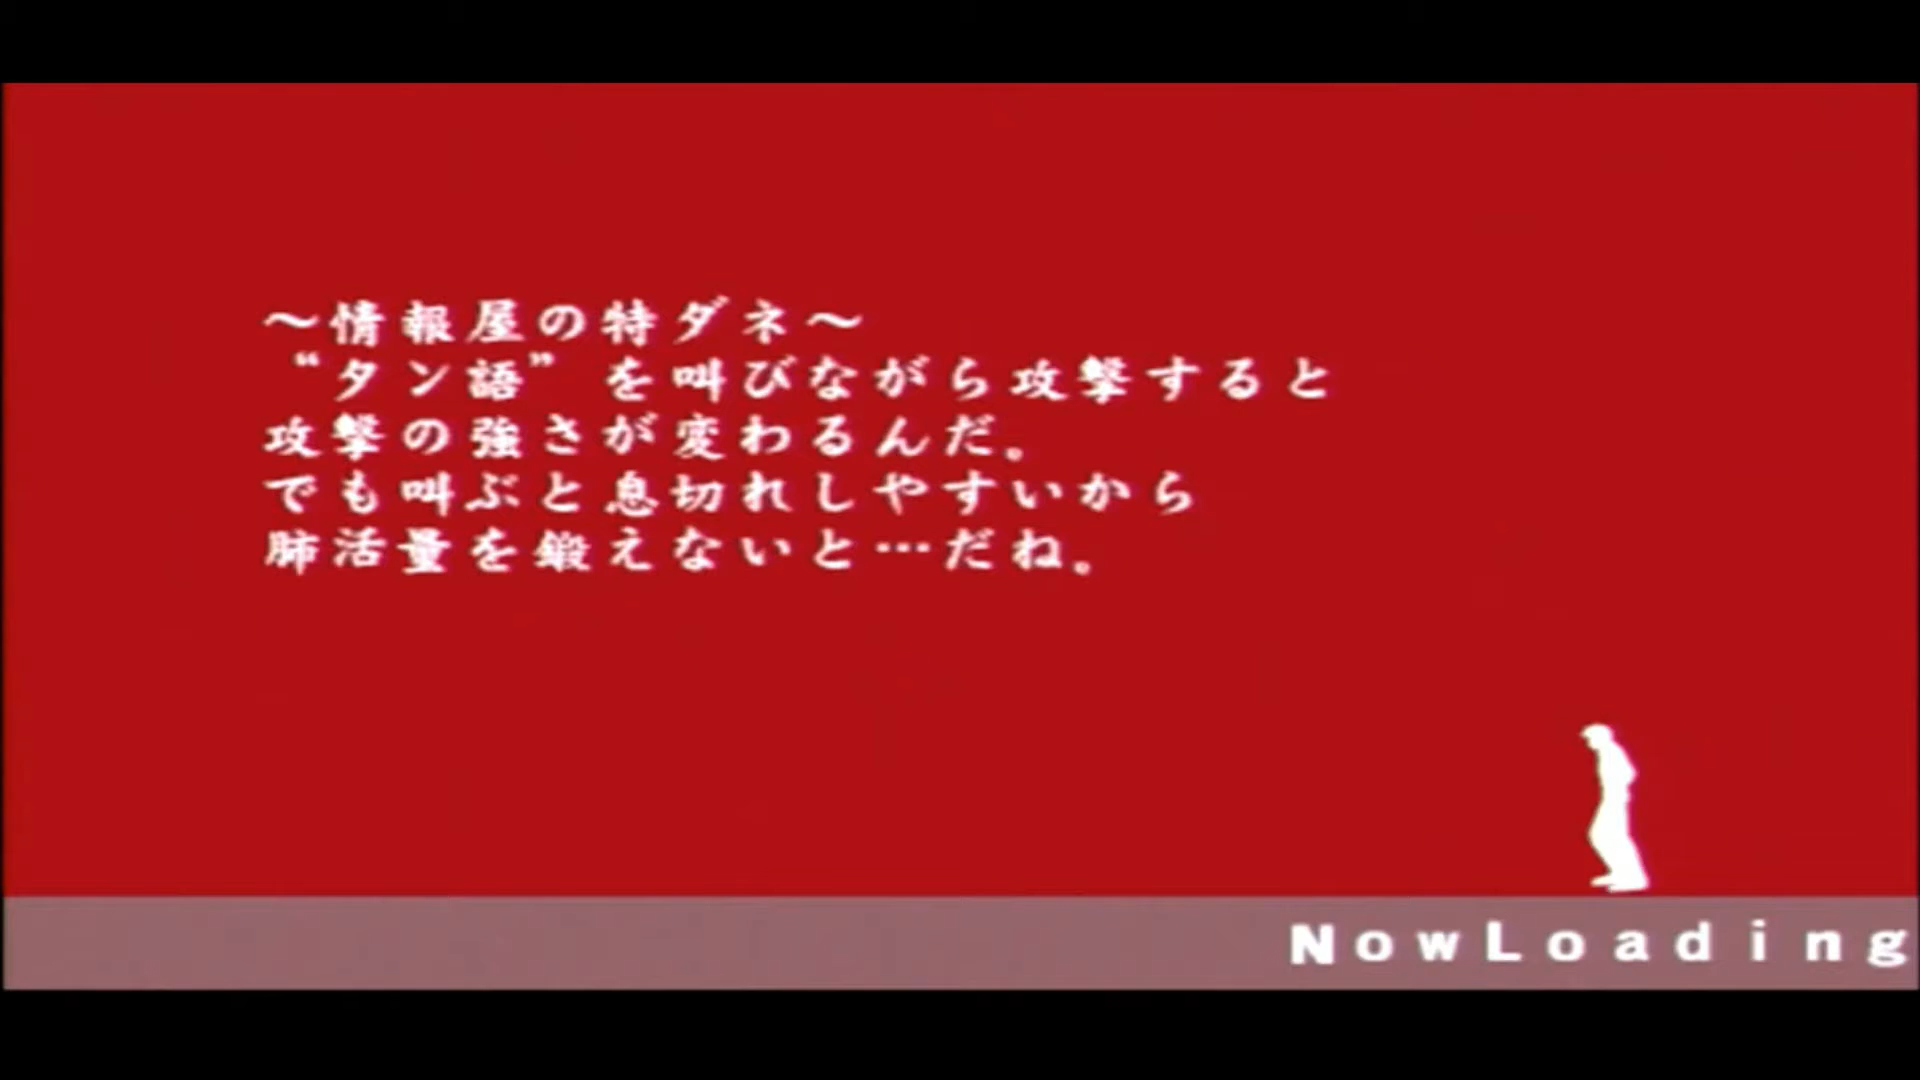 ～情報屋の特ダネ～
“タン語”を叫びながら攻撃すると
攻撃の強さが変わるんだ。
でも叫ぶと息切れしやすいから
肺活量を鍛えないと…だね。
NowLoading